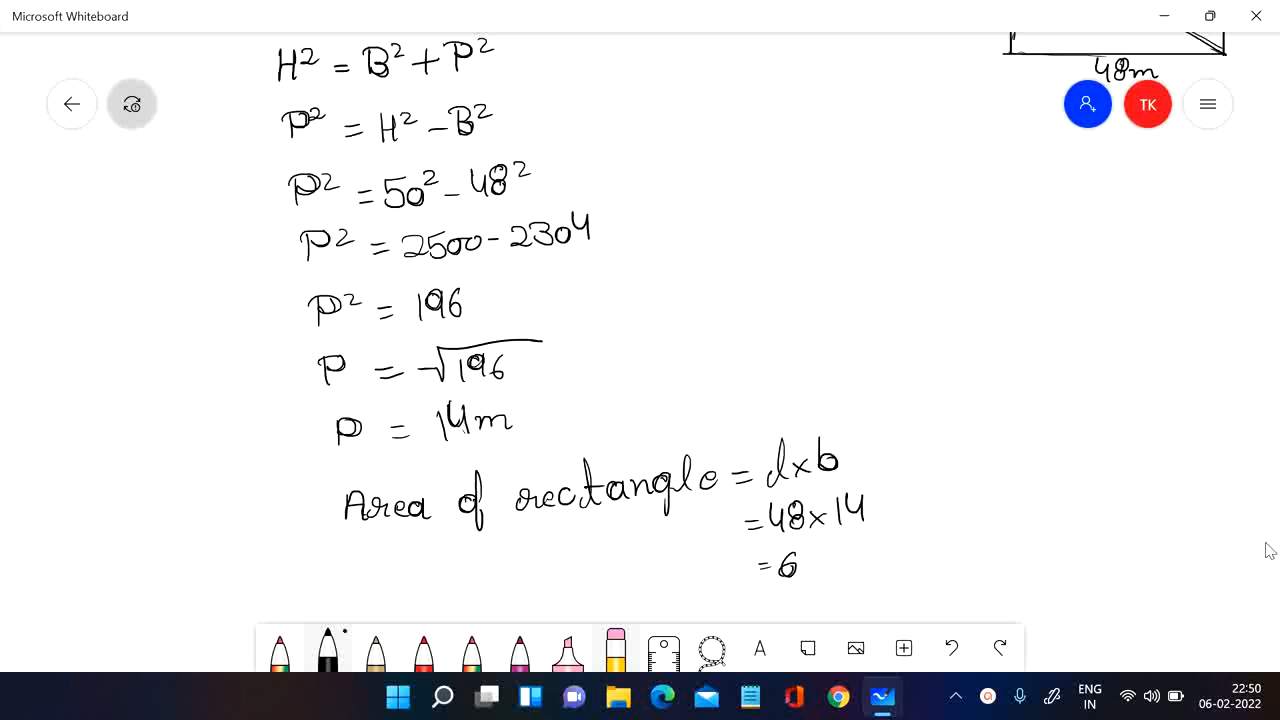 Microsoft Whiteboard
H² = B² + P²
48m
TK
P² = H² - B²
P² = 50² - 48²
P² = 2500 - 2304
P² = 196
P = √196
P = 14m
Area of rectangle = l×b
= 48×14
= 6
A
ENG
IN
22:50
06-02-2022